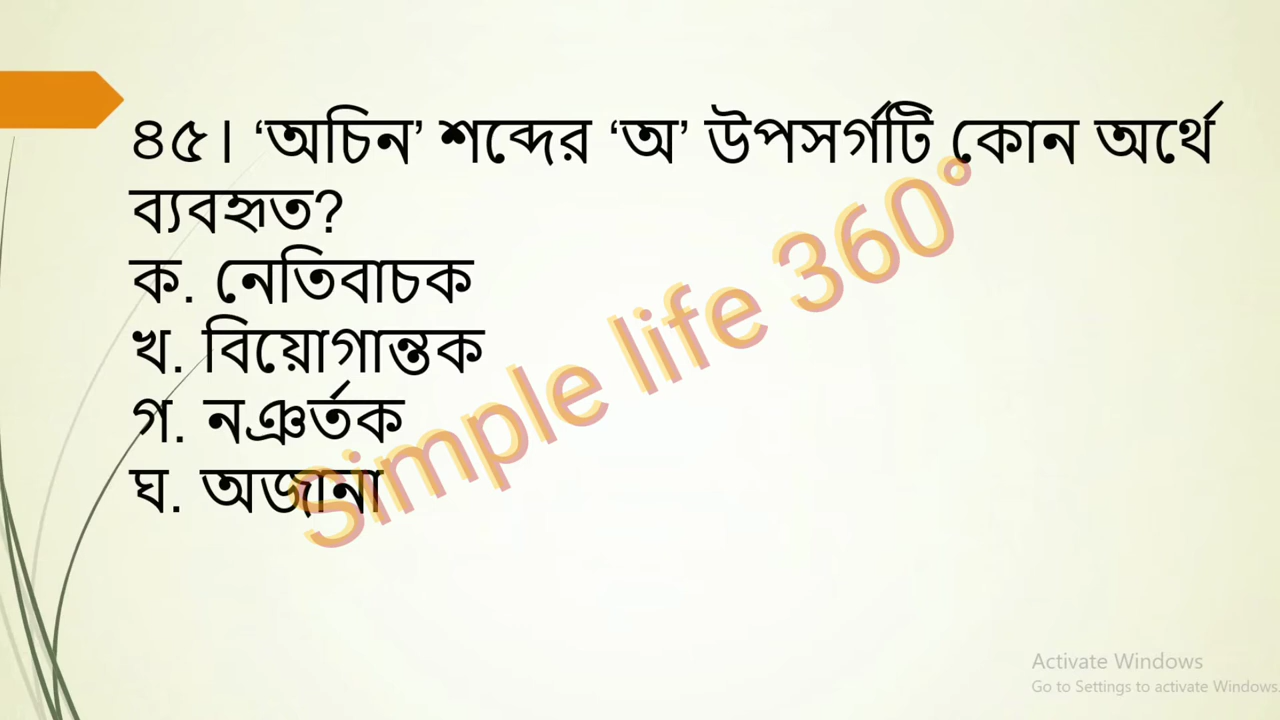 ৪৫। ‘অচিন’ শব্দের ‘অ’ উপসর্গটি কোন অর্থে
ব্যবহৃত?
ক. নেতিবাচক
খ. বিয়োগান্তক
গ. নঞর্তক
ঘ. অজানা
Simple life 360°
Activate Windows
Go to Settings to activate Windows.